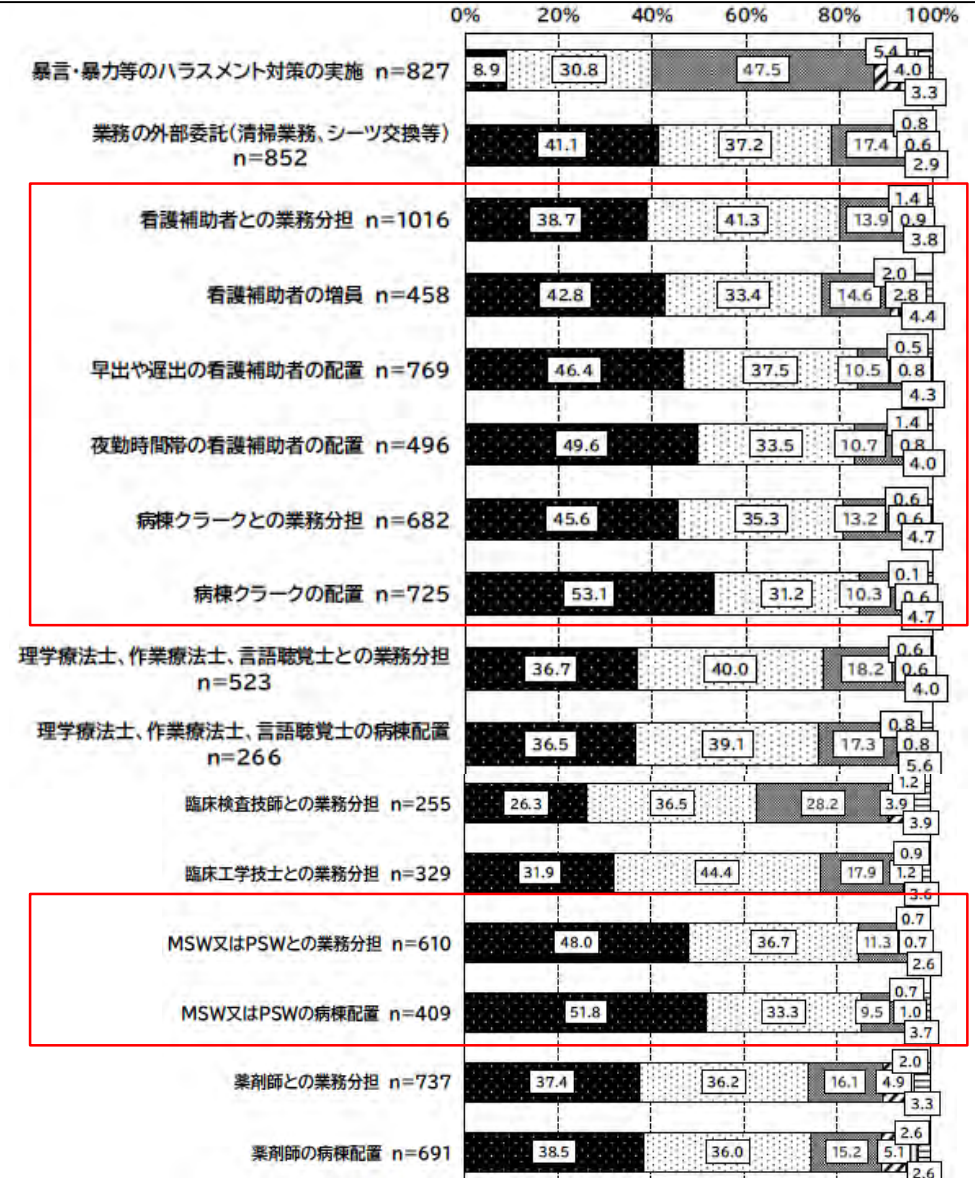 0% 20% 40% 60% 80% 100%
暴言・暴力等のハラスメント対策の実施 n=827 8.9 30.8 47.5 5.4 4.0 3.3
業務の外部委託(清掃業務、シーツ交換等)
n=852 41.1 37.2 17.4 0.8 0.6 2.9
看護補助者との業務分担 n=1016 38.7 41.3 13.9 1.4 0.9 3.8
看護補助者の増員 n=458 42.8 33.4 14.6 2.0 2.8 4.4
早出や遅出の看護補助者の配置 n=769 46.4 37.5 10.5 0.5 0.8 4.3
夜勤時間帯の看護補助者の配置 n=496 49.6 33.5 10.7 1.4 0.8 4.0
病棟クラークとの業務分担 n=682 45.6 35.3 13.2 0.6 0.6 4.7
病棟クラークの配置 n=725 53.1 31.2 10.3 0.1 0.6 4.7
理学療法士、作業療法士、言語聴覚士との業務分担
n=523 36.7 40.0 18.2 0.6 0.6 4.0
理学療法士、作業療法士、言語聴覚士の病棟配置
n=266 36.5 39.1 17.3 0.8 0.8 5.6
臨床検査技師との業務分担 n=255 26.3 36.5 28.2 3.9 1.2 3.9
臨床工学技士との業務分担 n=329 31.9 44.4 17.9 0.9 1.2 3.6
MSW又はPSWとの業務分担 n=610 48.0 36.7 11.3 0.7 0.7 2.6
MSW又はPSWの病棟配置 n=409 51.8 33.3 9.5 0.7 1.0 3.7
薬剤師との業務分担 n=737 37.4 36.2 16.1 4.9 2.0 3.3
薬剤師の病棟配置 n=691 38.5 36.0 15.2 5.1 2.6 2.6